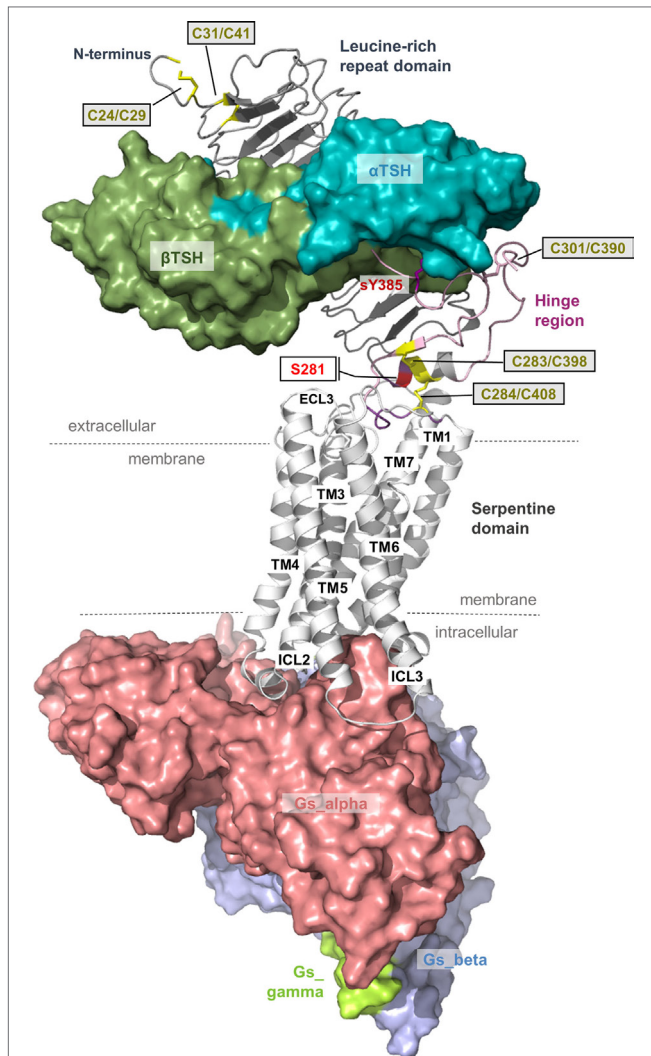 C31/C41
N-terminus
Leucine-rich
repeat domain
C24/C29
αTSH
βTSH
C301/C390
sY385
Hinge
region
S281
C283/C398
C284/C408
ECL3
extracellular
TM1
membrane
TM7
TM3
Serpentine
domain
TM6
TM4
TM5
membrane
intracellular
ICL2
ICL3
Gs_alpha
Gs_beta
Gs_
gamma